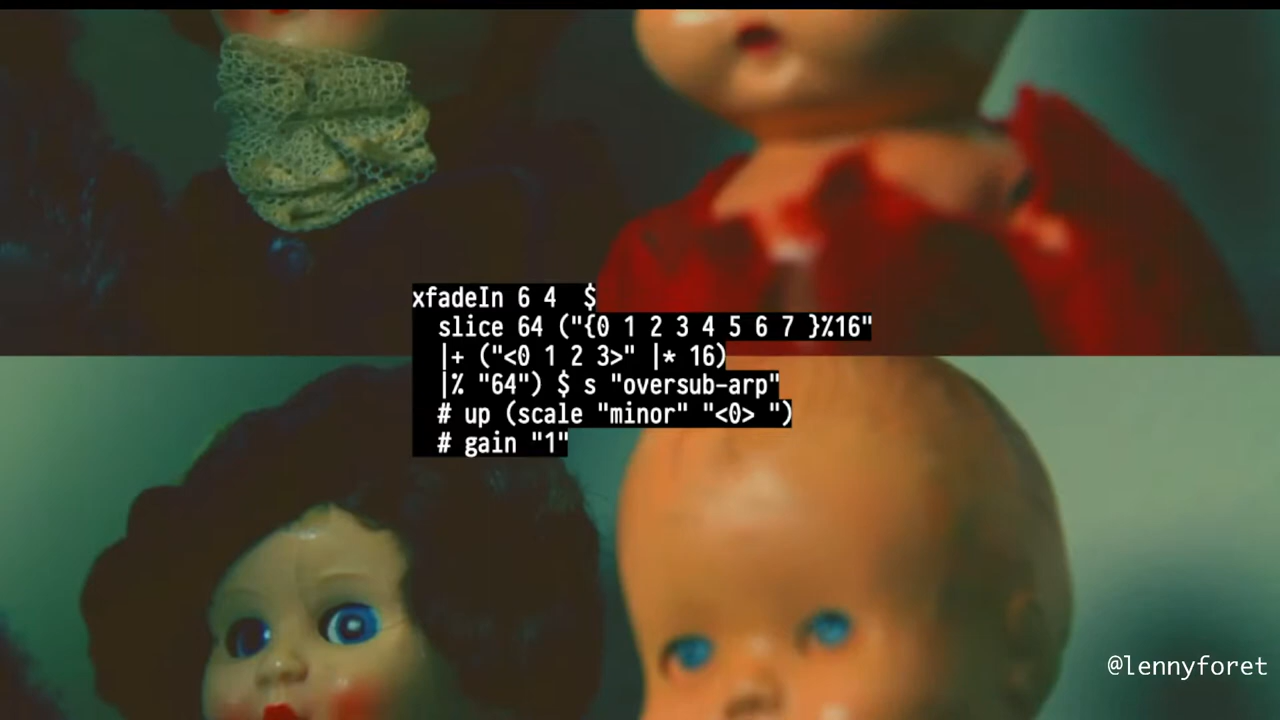 xfadeIn 6 4  $
  slice 64 ("{0 1 2 3 4 5 6 7 }%16"
  |+ ("<0 1 2 3>" |* 16)
  |% "64") $ s "oversub-arp"
  # up (scale "minor" "<0> ")
  # gain "1"
@lennyforet